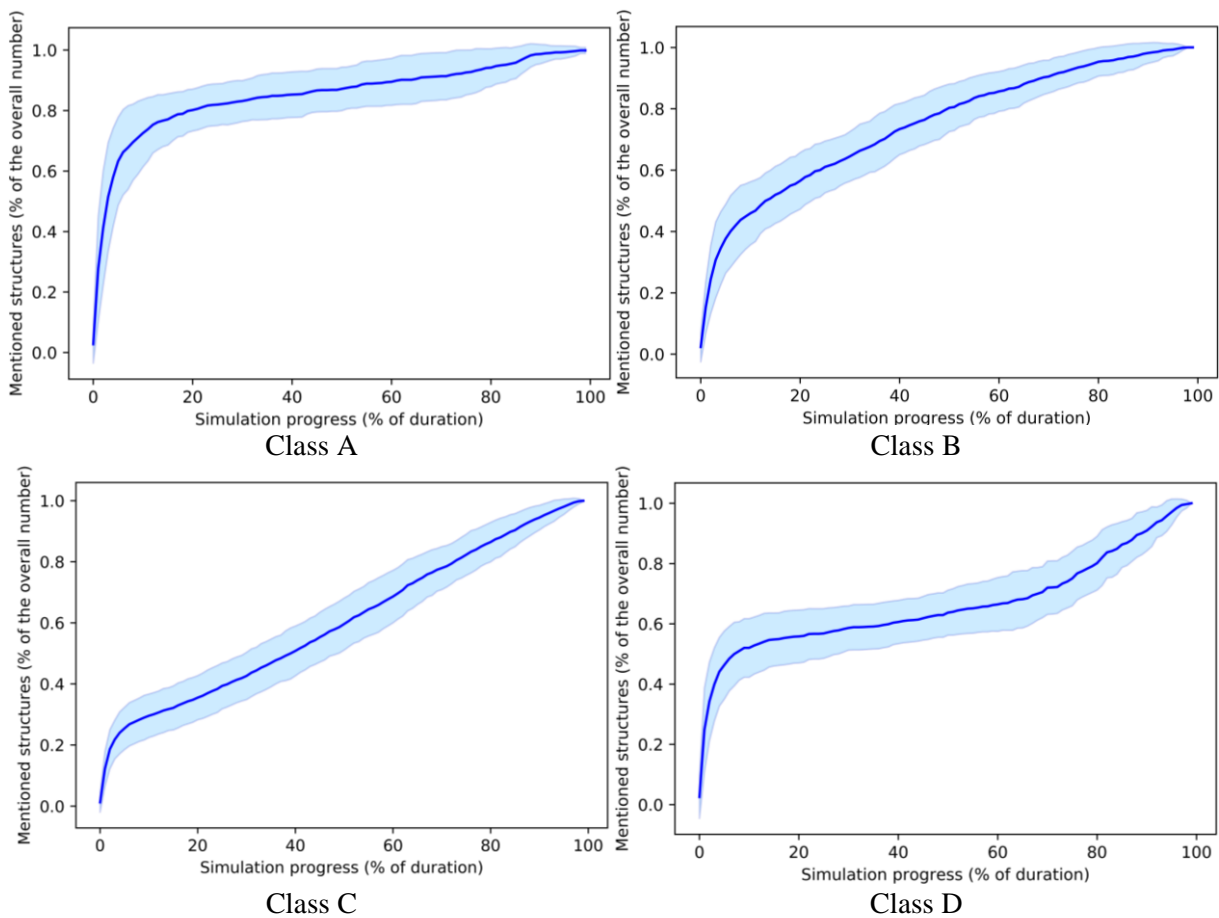 Mentioned structures (% of the overall number)
1.0
0.8
0.6
0.4
0.2
0.0
0 20 40 60 80 100
Simulation progress (% of duration)
Class A
Mentioned structures (% of the overall number)
1.0
0.8
0.6
0.4
0.2
0.0
0 20 40 60 80 100
Simulation progress (% of duration)
Class B
Mentioned structures (% of the overall number)
1.0
0.8
0.6
0.4
0.2
0.0
0 20 40 60 80 100
Simulation progress (% of duration)
Class C
Mentioned structures (% of the overall number)
1.0
0.8
0.6
0.4
0.2
0.0
0 20 40 60 80 100
Simulation progress (% of duration)
Class D